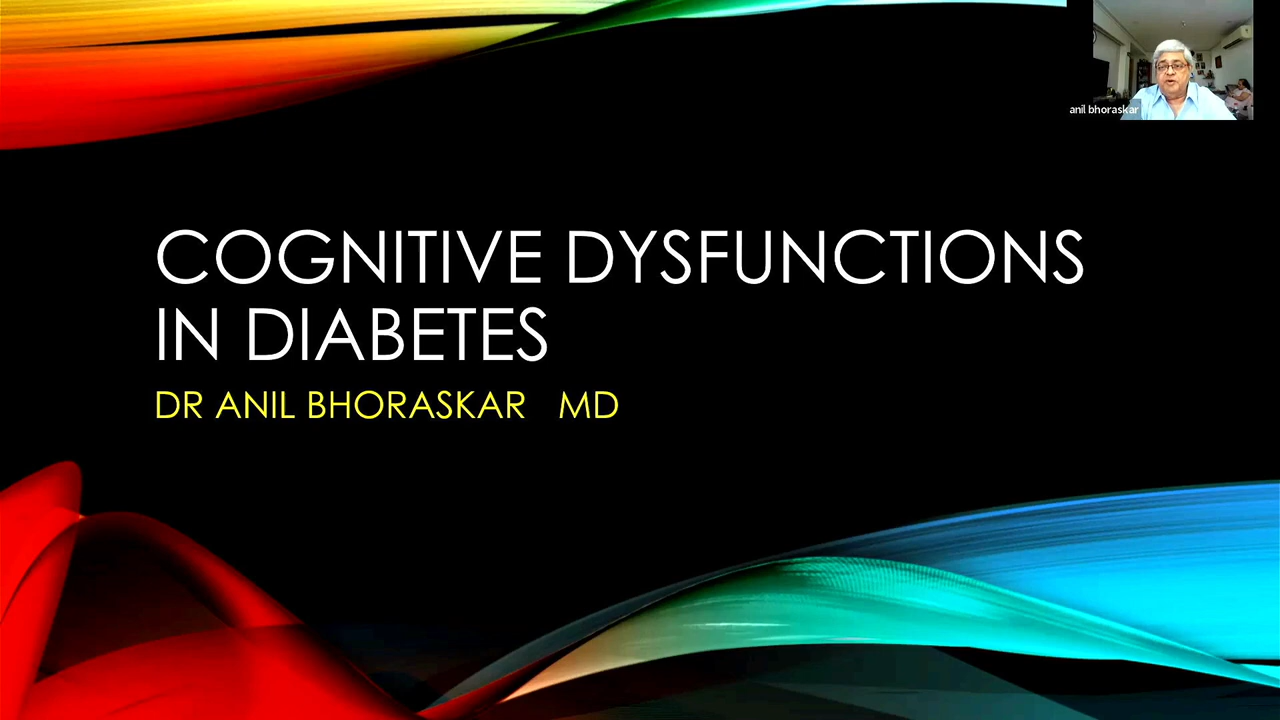 anil bhoraskar
COGNITIVE DYSFUNCTIONS
IN DIABETES
DR ANIL BHORASKAR MD